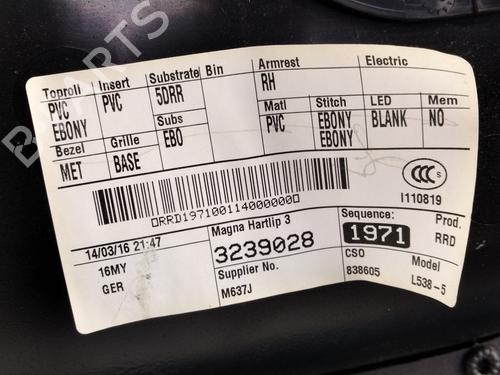 Toproll Insert Substrate Bin Armrest Electric
PVC PVC 5DRR RH
EBONY Subs Matl Stitch LED Mem
Bezel Grille EBO PVC EBONY BLANK NO
MET BASE EBONY
RRD197100114000000
CCC S
I110819
14/03/16 21:47 Magna Hartlip 3 Sequence: Prod.
16MY 3239028 1971 RRD
GER Supplier No. CSO Model
M637J 838605 L538-5
PARTS